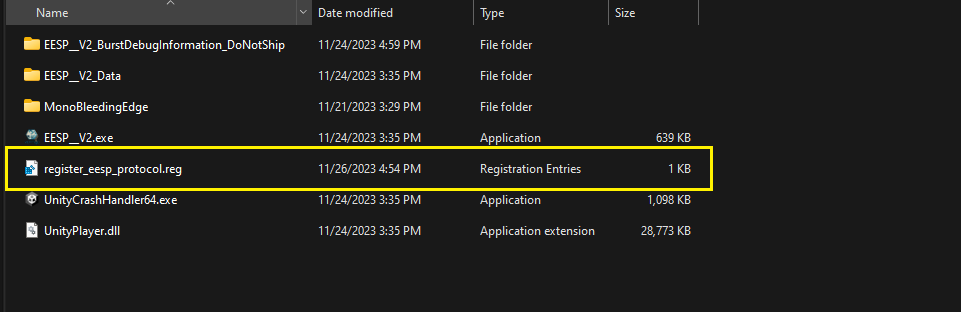 Name Date modified Type Size
EESP__V2_BurstDebugInformation_DoNotShip 11/24/2023 4:59 PM File folder
EESP__V2_Data 11/24/2023 3:35 PM File folder
MonoBleedingEdge 11/21/2023 3:29 PM File folder
EESP__V2.exe 11/24/2023 3:35 PM Application 639 KB
register_eesp_protocol.reg 11/26/2023 4:54 PM Registration Entries 1 KB
UnityCrashHandler64.exe 11/24/2023 3:35 PM Application 1,098 KB
UnityPlayer.dll 11/24/2023 3:35 PM Application extension 28,773 KB